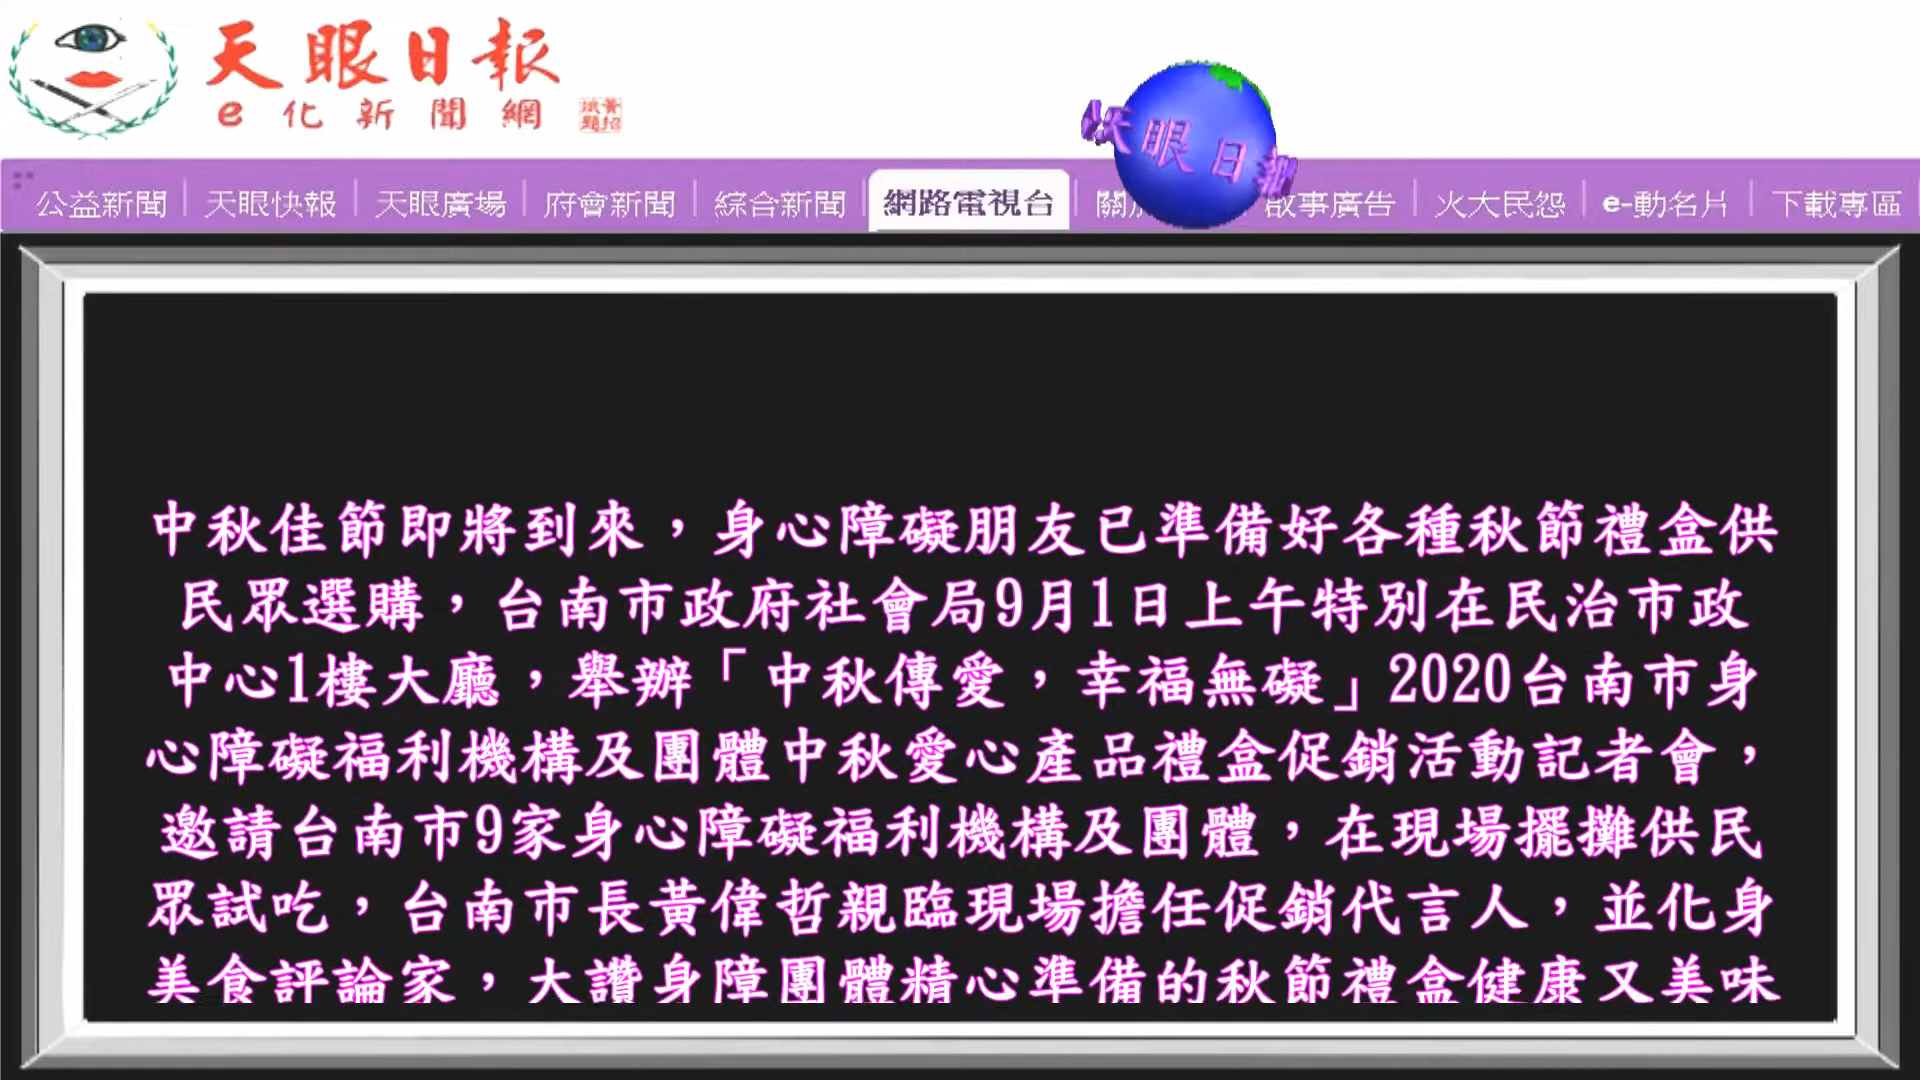 天眼日報
e化新聞網
天眼日報
公益新聞 天眼快報 天眼廣場 府會新聞 綜合新聞 網路電視台 啟事廣告 火大民怨 e-動名片 下載專區
中秋佳節即將到來，身心障礙朋友已準備好各種秋節禮盒供
民眾選購，台南市政府社會局9月1日上午特別在民治市政
中心1樓大廳，舉辦「中秋傳愛，幸福無礙」2020台南市身
心障礙福利機構及團體中秋愛心產品禮盒促銷活動記者會，
邀請台南市9家身心障礙福利機構及團體，在現場擺攤供民
眾試吃，台南市長黃偉哲親臨現場擔任促銷代言人，並化身
美食評論家，大讚身障團體精心準備的秋節禮盒健康又美味